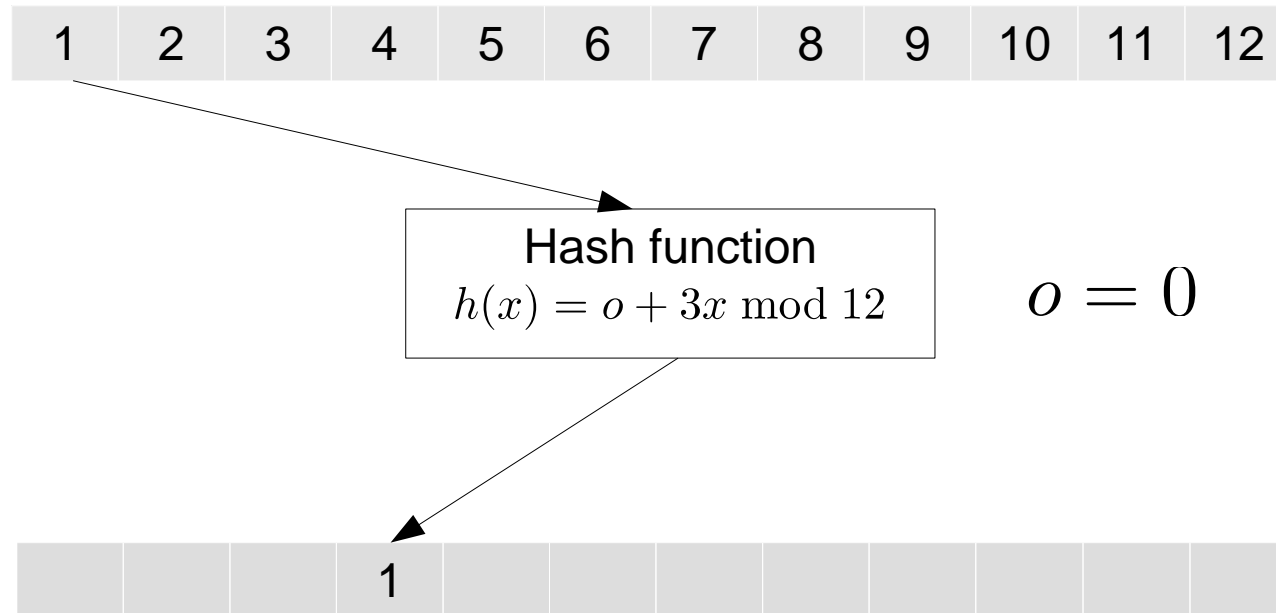 1 2 3 4 5 6 7 8 9 10 11 12
Hash function
h(x) = o + 3x mod 12
o = 0
1